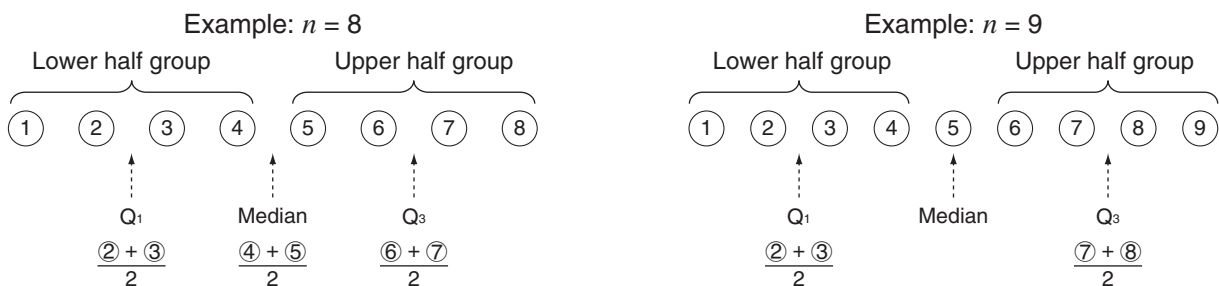 Example: n = 8
Lower half group Upper half group
① ② ③ ④ ⑤ ⑥ ⑦ ⑧
Q₁ Median Q₃
② + ③ ④ + ⑤ ⑥ + ⑦
2 2 2
Example: n = 9
Lower half group Upper half group
① ② ③ ④ ⑤ ⑥ ⑦ ⑧ ⑨
Q₁ Median Q₃
② + ③ ⑦ + ⑧
2 2